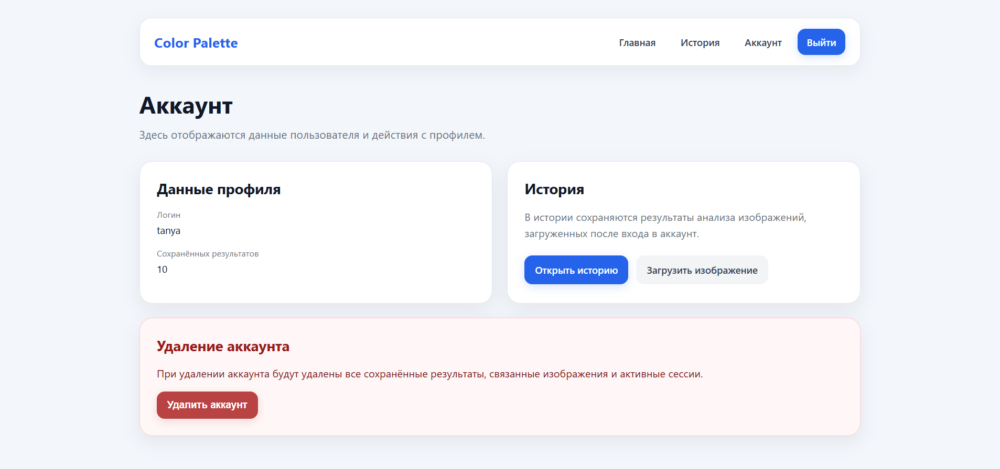 Color Palette
Главная
История
Аккаунт
Выйти
Аккаунт
Здесь отображаются данные пользователя и действия с профилем.
Данные профиля
Логин
tanya
Сохранённых результатов
10
История
В истории сохраняются результаты анализа изображений,
загруженных после входа в аккаунт.
Открыть историю
Загрузить изображение
Удаление аккаунта
При удалении аккаунта будут удалены все сохранённые результаты, связанные изображения и активные сессии.
Удалить аккаунт